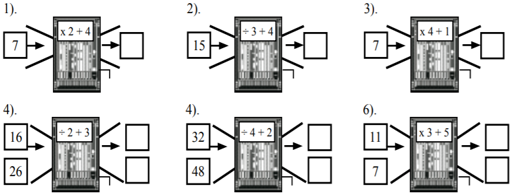 1).
x 2 + 4
7
2).
÷ 3 + 4
15
3).
x 4 + 1
7
4).
÷ 2 + 3
16
26
4).
÷ 4 + 2
32
48
6).
x 3 + 5
11
7